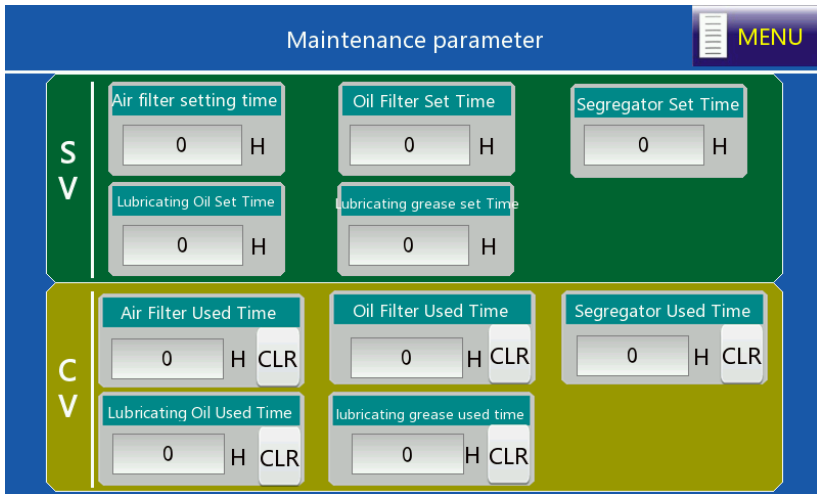 Maintenance parameter
MENU
SV
Air filter setting time
0 H
Oil Filter Set Time
0 H
Segregator Set Time
0 H
Lubricating Oil Set Time
0 H
Lubricating grease set Time
0 H
CV
Air Filter Used Time
0 H CLR
Oil Filter Used Time
0 H CLR
Segregator Used Time
0 H CLR
Lubricating Oil Used Time
0 H CLR
lubricating grease used time
0 H CLR